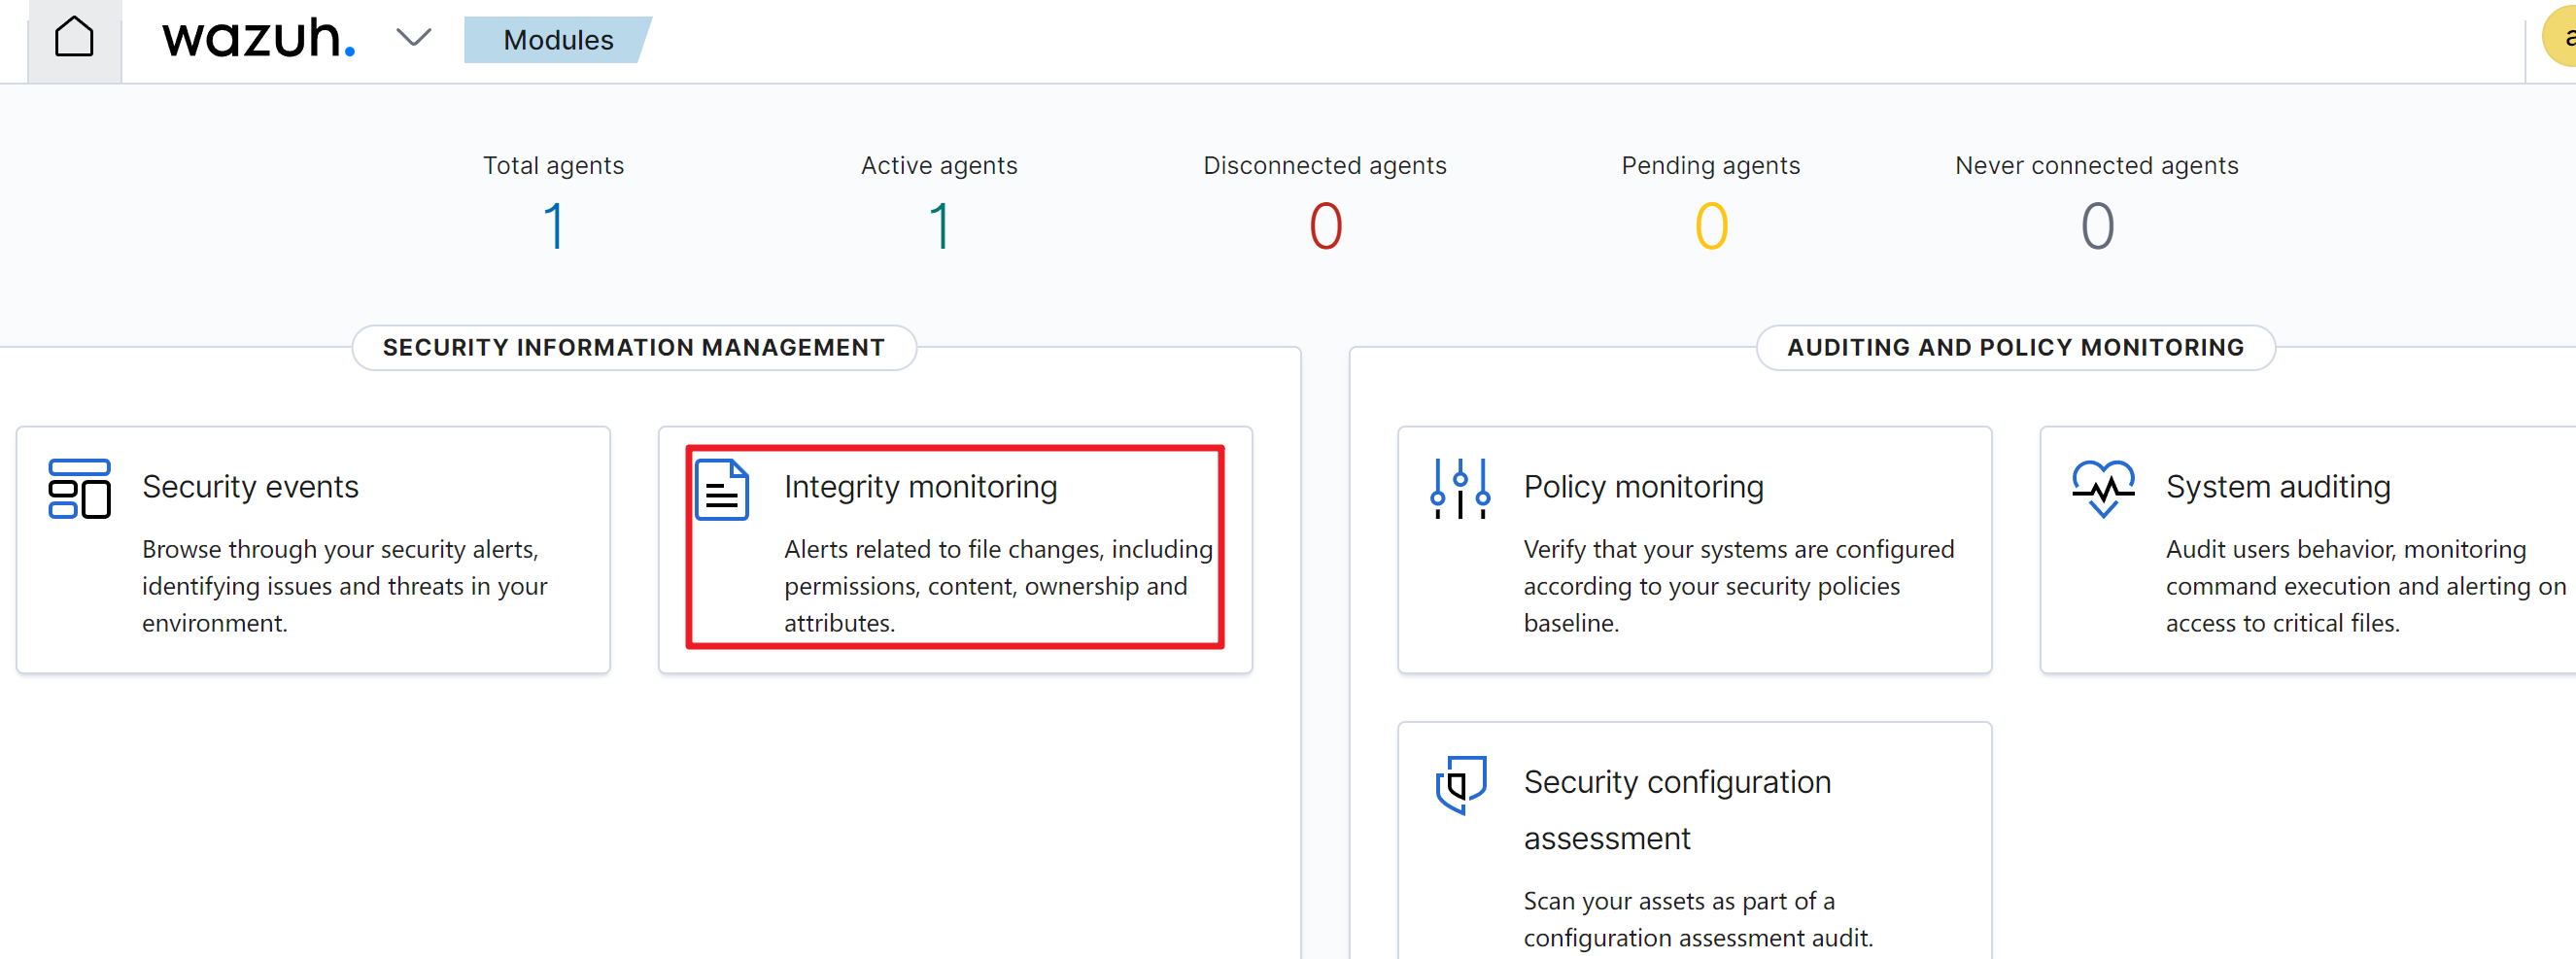 wazuh.
Modules
a
Total agents
1
Active agents
1
Disconnected agents
0
Pending agents
0
Never connected agents
0
SECURITY INFORMATION MANAGEMENT
Security events
Browse through your security alerts,
identifying issues and threats in your
environment.
Integrity monitoring
Alerts related to file changes, including
permissions, content, ownership and
attributes.
AUDITING AND POLICY MONITORING
Policy monitoring
Verify that your systems are configured
according to your security policies
baseline.
System auditing
Audit users behavior, monitoring
command execution and alerting on
access to critical files.
Security configuration
assessment
Scan your assets as part of a
configuration assessment audit.